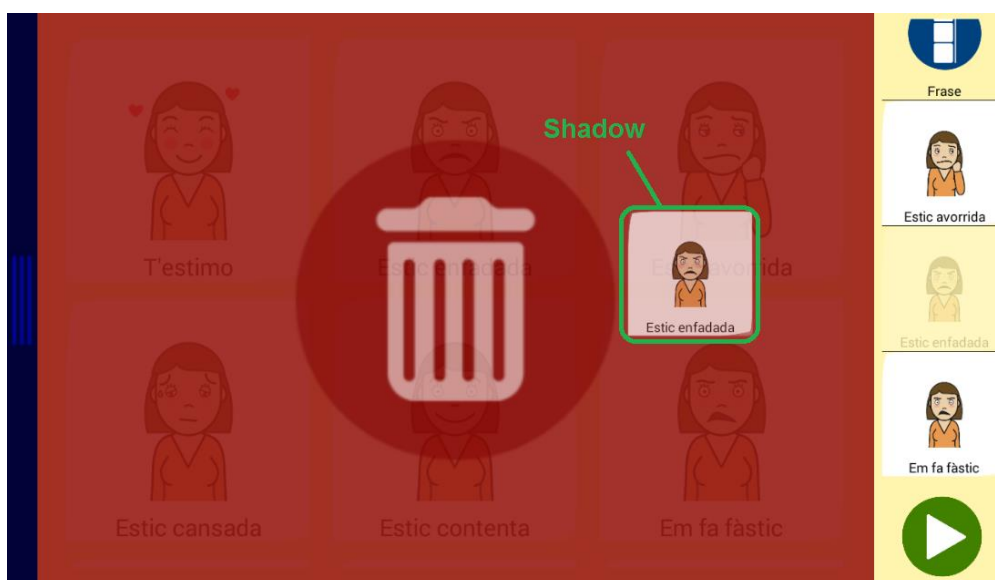 Frase
Shadow
Estic avorrida
T'estimo
Estic enfadada
Estic avorrida
Estic enfadada
Estic enfadada
Em fa fàstic
Estic cansada
Estic contenta
Em fa fàstic